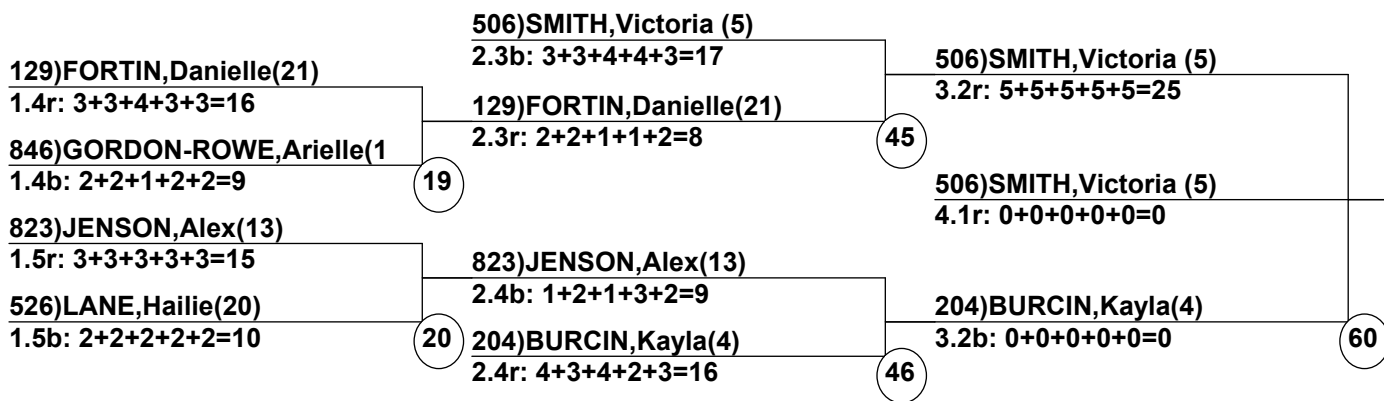 129)FORTIN,Danielle(21)
1.4r: 3+3+4+3+3=16
846)GORDON-ROWE,Arielle(1
1.4b: 2+2+1+2+2=9
19
823)JENSON,Alex(13)
1.5r: 3+3+3+3+3=15
526)LANE,Hailie(20)
1.5b: 2+2+2+2+2=10
20
506)SMITH,Victoria (5)
2.3b: 3+3+4+4+3=17
129)FORTIN,Danielle(21)
2.3r: 2+2+1+1+2=8
45
823)JENSON,Alex(13)
2.4b: 1+2+1+3+2=9
204)BURCIN,Kayla(4)
2.4r: 4+3+4+2+3=16
46
506)SMITH,Victoria (5)
3.2r: 5+5+5+5+5=25
506)SMITH,Victoria (5)
4.1r: 0+0+0+0+0=0
204)BURCIN,Kayla(4)
3.2b: 0+0+0+0+0=0
60